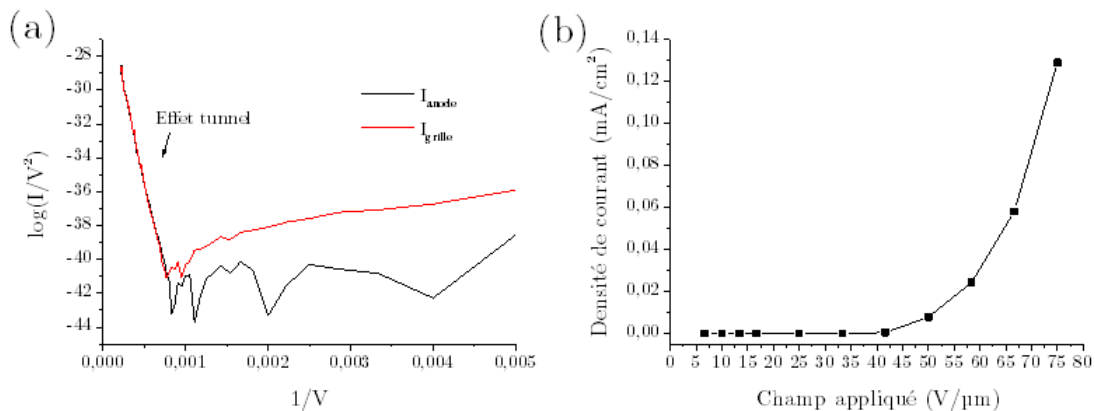 (a)
-28
-30
-32
-34
-36
-38
-40
-42
-44
log(I/V²)
Effet tunnel
I anode
I grille
0,000
0,001
0,002
0,003
0,004
0,005
1/V
(b)
0,14
0,12
0,10
0,08
0,06
0,04
0,02
0,00
Densité de courant (mA/cm²)
0 5 10 15 20 25 30 35 40 45 50 55 60 65 70 75 80
Champ appliqué (V/µm)